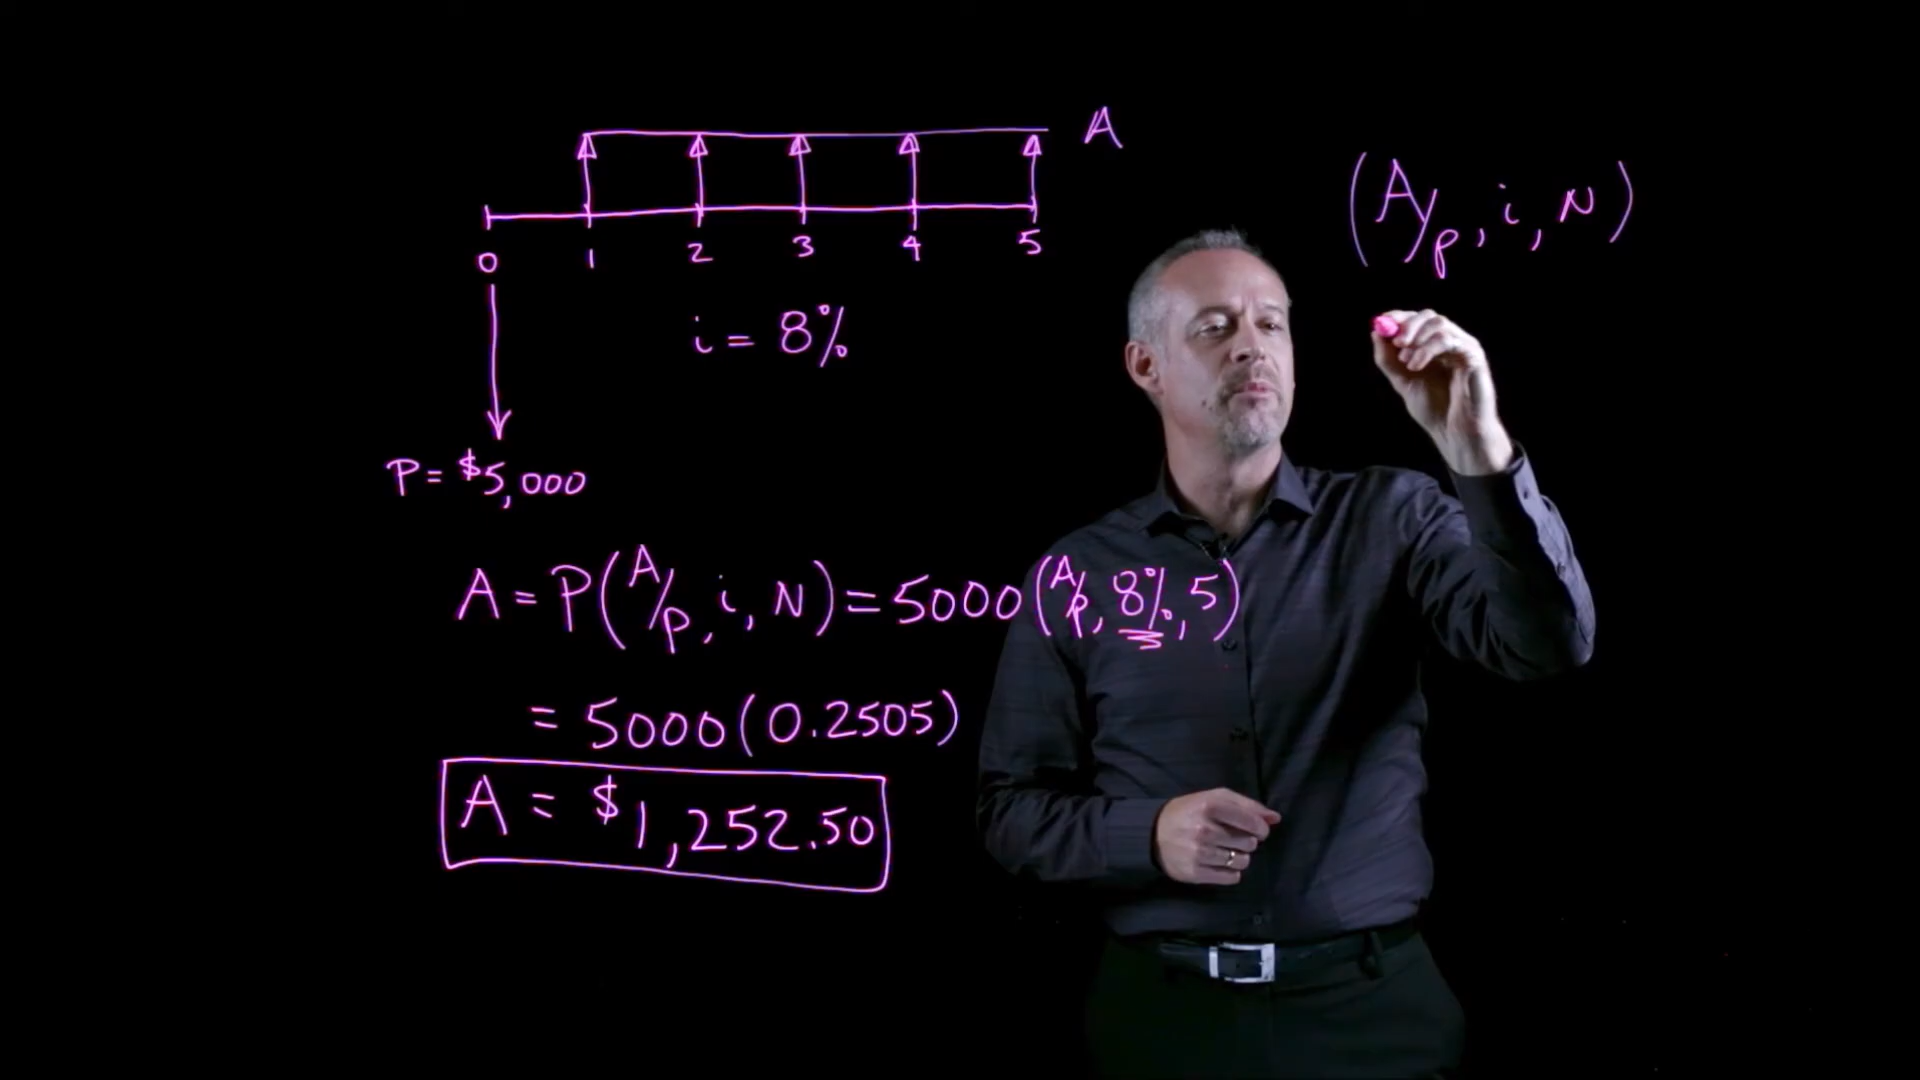 A
(A/P, i, N)
0 1 2 3 4 5
i = 8%
P = $5,000
A = P(A/P, i, N) = 5000(A/P, 8%, 5)
= 5000(0.2505)
A = $1,252.50